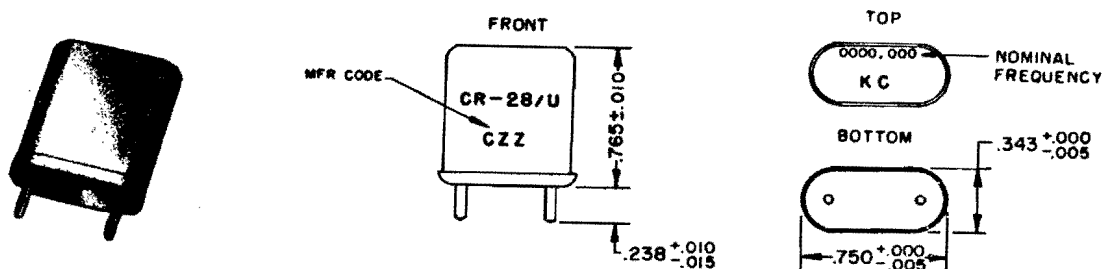 FRONT
MFR CODE
CR-28/U
CZZ
.765±.010
.238 +.010 -.015
TOP
0000.000
KC
NOMINAL
FREQUENCY
BOTTOM
.343 +.000 -.005
.750 +.000 -.005